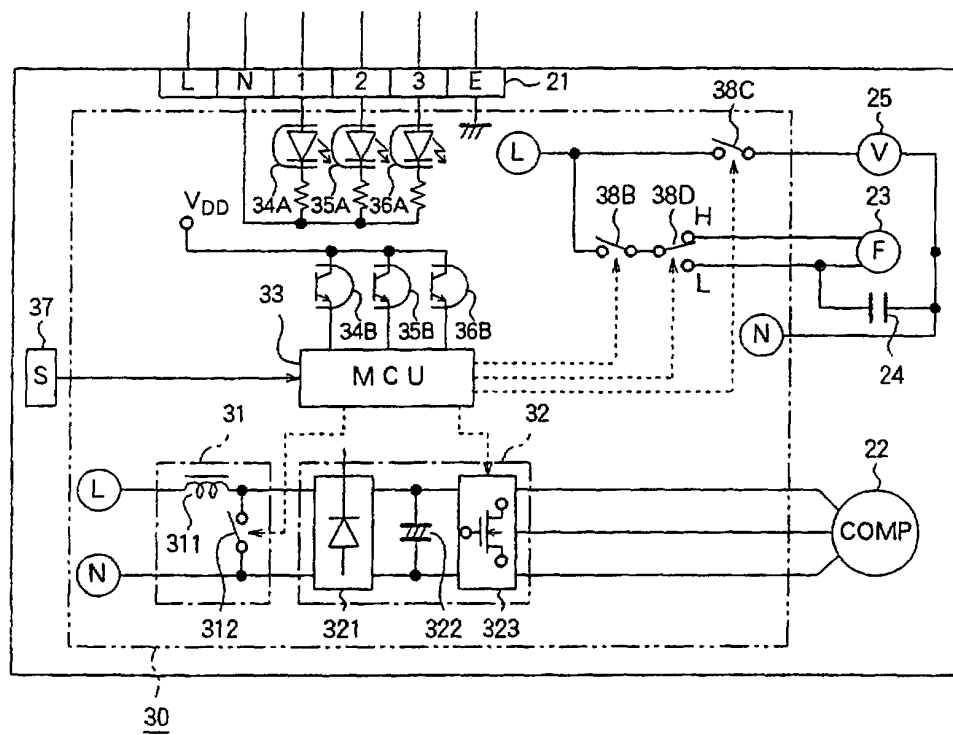 L N 1 2 3 E 21
38C
25
L
V
34A 35A 36A
38B 38D
H
23
F
VDD
L
37
33
34B 35B 36B
N
24
S
MCU
31
32
22
L
COMP
311
N
312
321 322 323
30